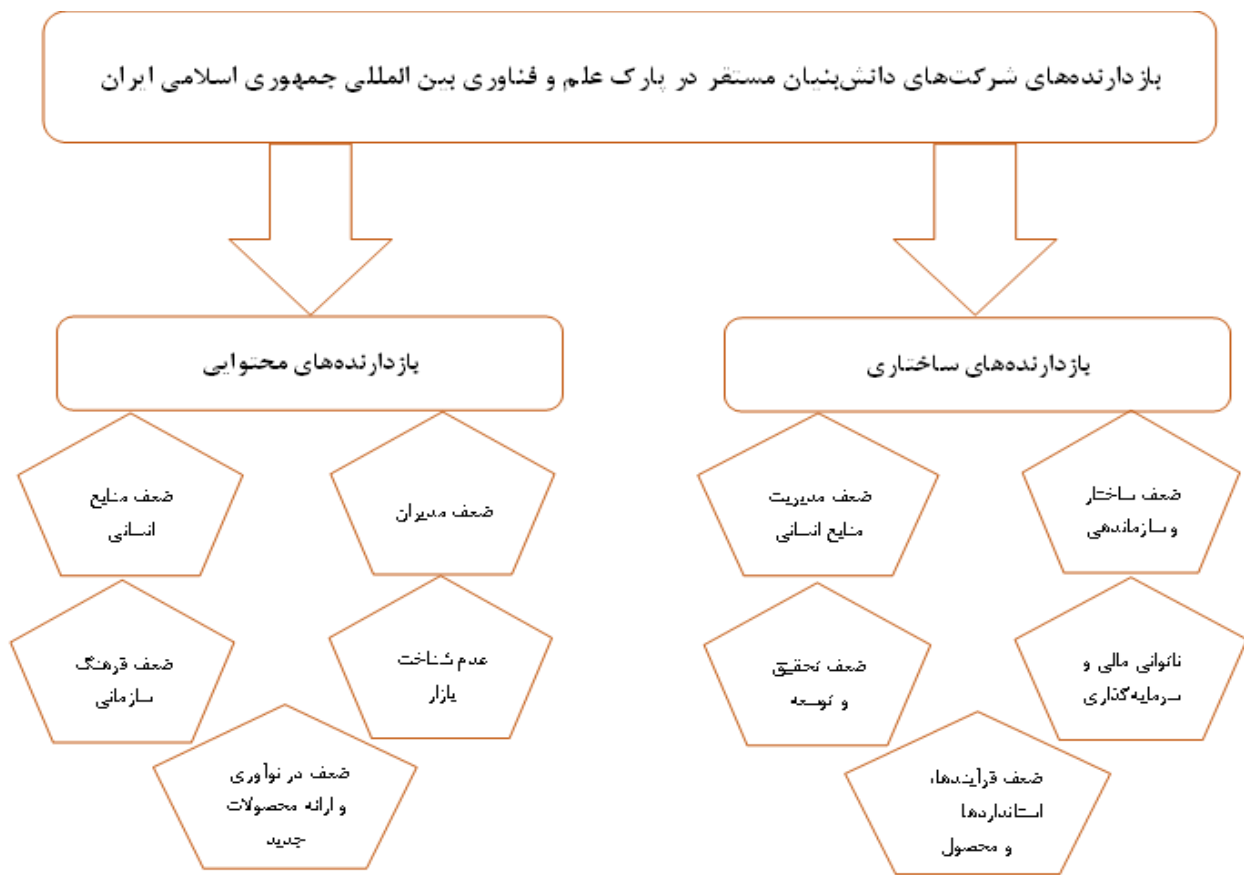 بازدارنده‌های شرکت‌های دانش‌بنیان مستقر در پارک علم و فناوری بین المللی جمهوری اسلامی ایران
بازدارنده‌های ساختاری
بازدارنده‌های محتوایی
ضعف ساختار
و سازماندهی
ضعف مدیریت
منابع انسانی
ناتوانی مالی و
سرمایه‌گذاری
ضعف تحقیق
و توسعه
ضعف فرآیندها،
استانداردها
و محصول
ضعف مدیران
ضعف منابع
انسانی
عدم شناخت
بازار
ضعف فرهنگ
سازمانی
ضعف در نوآوری
و ارائه محصولات
جدید